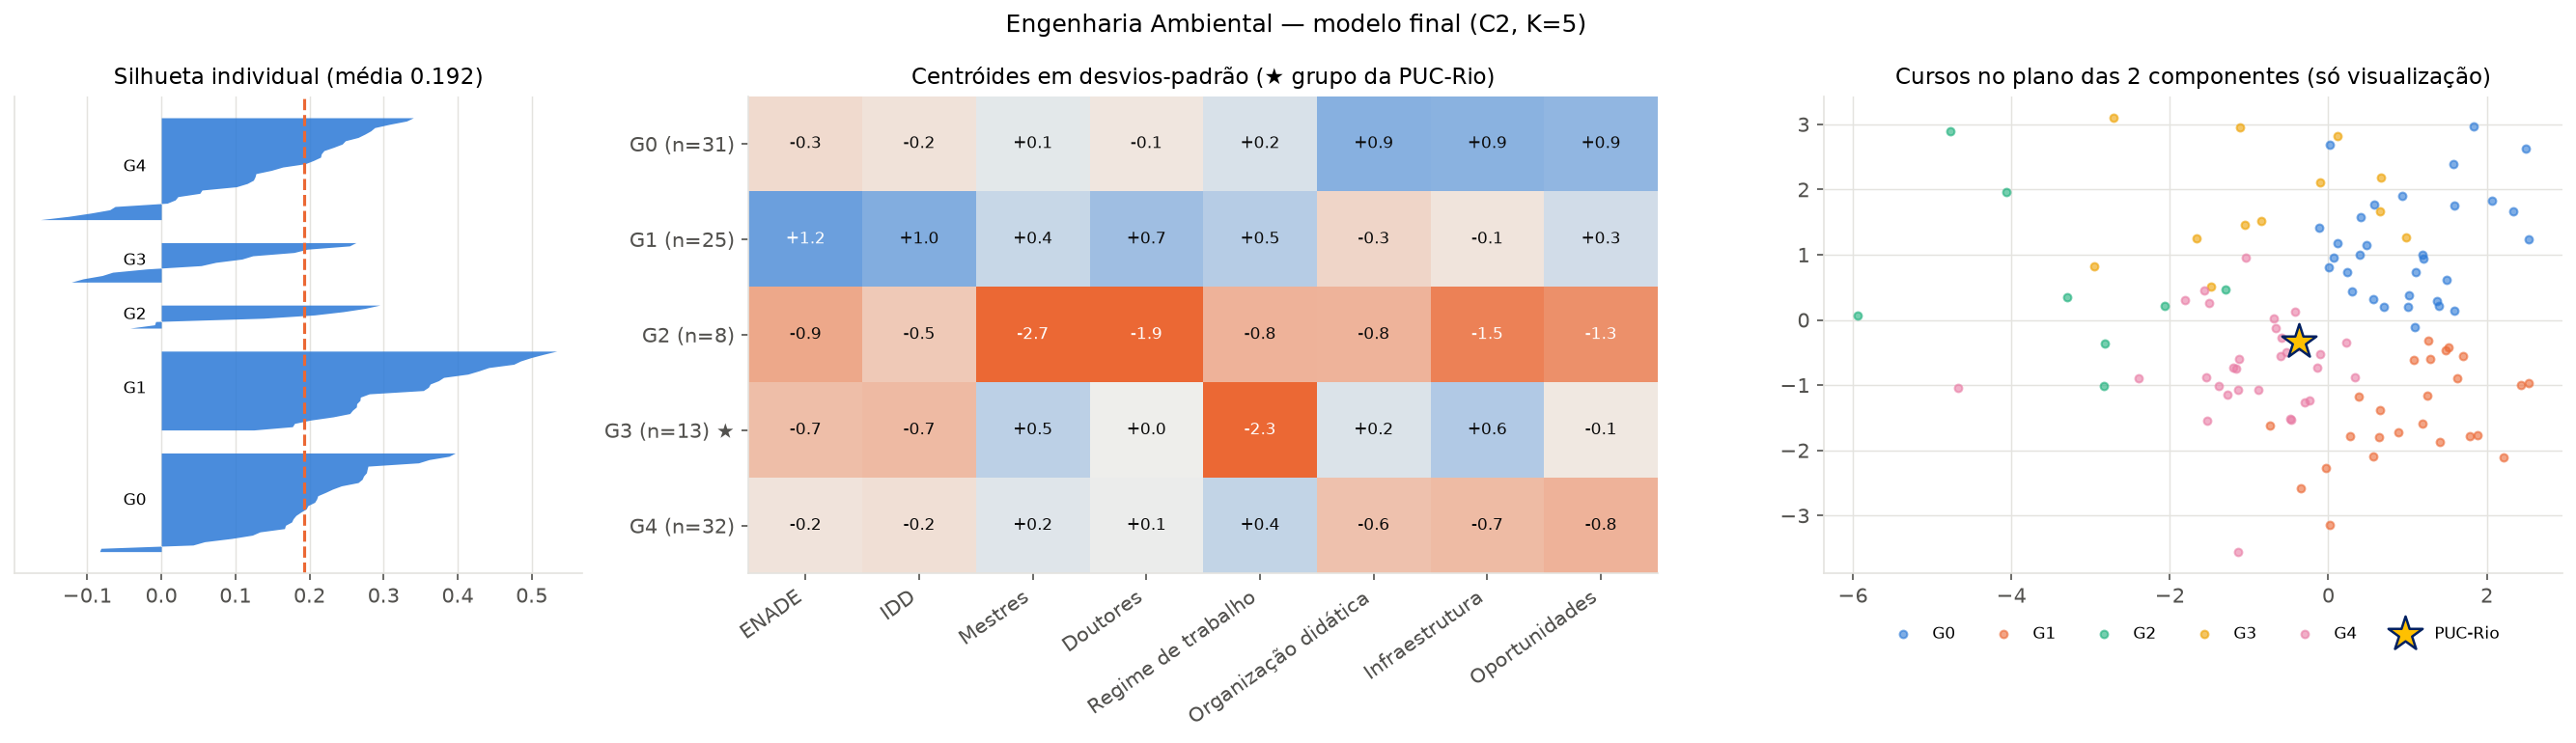 Engenharia Ambiental — modelo final (C2, K=5)
Silhueta individual (média 0.192)
G4
G3
G2
G1
G0
−0.1 0.0 0.1 0.2 0.3 0.4 0.5
Centróides em desvios-padrão (★ grupo da PUC-Rio)
G0 (n=31) -0.3 -0.2 +0.1 -0.1 +0.2 +0.9 +0.9 +0.9
G1 (n=25) +1.2 +1.0 +0.4 +0.7 +0.5 -0.3 -0.1 +0.3
G2 (n=8) -0.9 -0.5 -2.7 -1.9 -0.8 -0.8 -1.5 -1.3
G3 (n=13) ★ -0.7 -0.7 +0.5 +0.0 -2.3 +0.2 +0.6 -0.1
G4 (n=32) -0.2 -0.2 +0.2 +0.1 +0.4 -0.6 -0.7 -0.8
ENADE
IDD
Mestres
Doutores
Regime de trabalho
Organização didática
Infraestrutura
Oportunidades
Cursos no plano das 2 componentes (só visualização)
3
2
1
0
−1
−2
−3
−6 −4 −2 0 2
G0 G1 G2 G3 G4 PUC-Rio